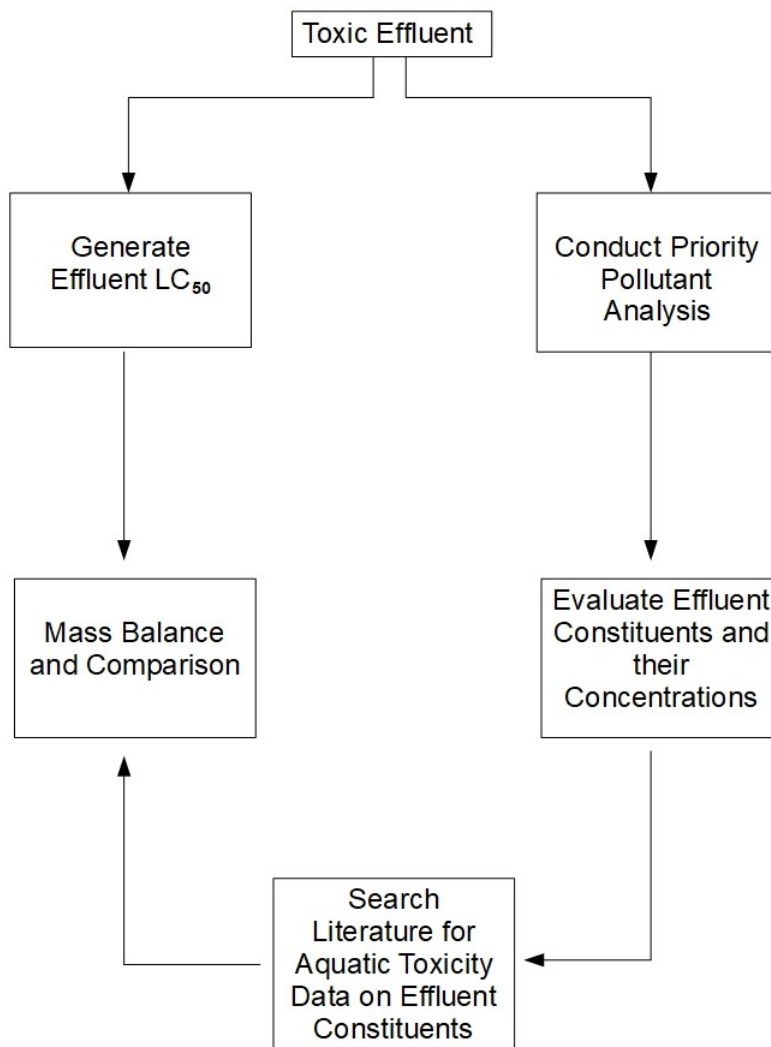 Toxic Effluent
Generate
Effluent LC₅₀
Conduct Priority
Pollutant
Analysis
Mass Balance
and Comparison
Evaluate Effluent
Constituents and
their
Concentrations
Search
Literature for
Aquatic Toxicity
Data on Effluent
Constituents